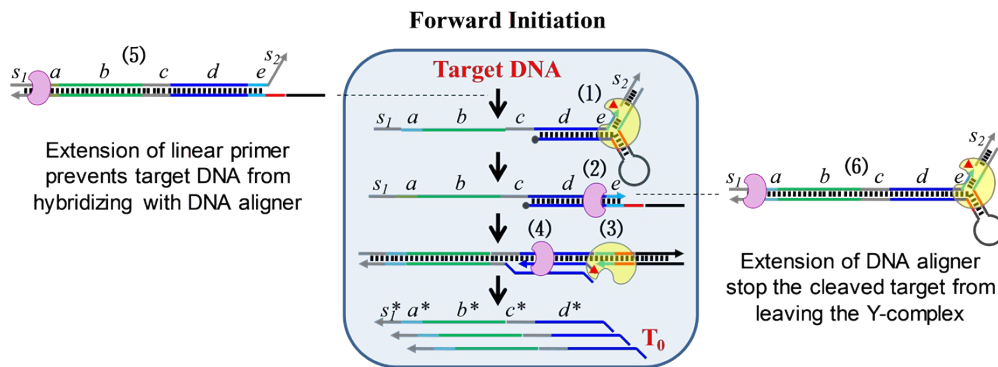 Forward Initiation
(5)
s1 a b c d e s2
Extension of linear primer
prevents target DNA from
hybridizing with DNA aligner
Target DNA
(1)
s1 a b c d e s2
(2)
s1 a b c d e
(4) (3)
s1* a* b* c* d*
T0
(6)
s1 a b c d e s2
Extension of DNA aligner
stop the cleaved target from
leaving the Y-complex